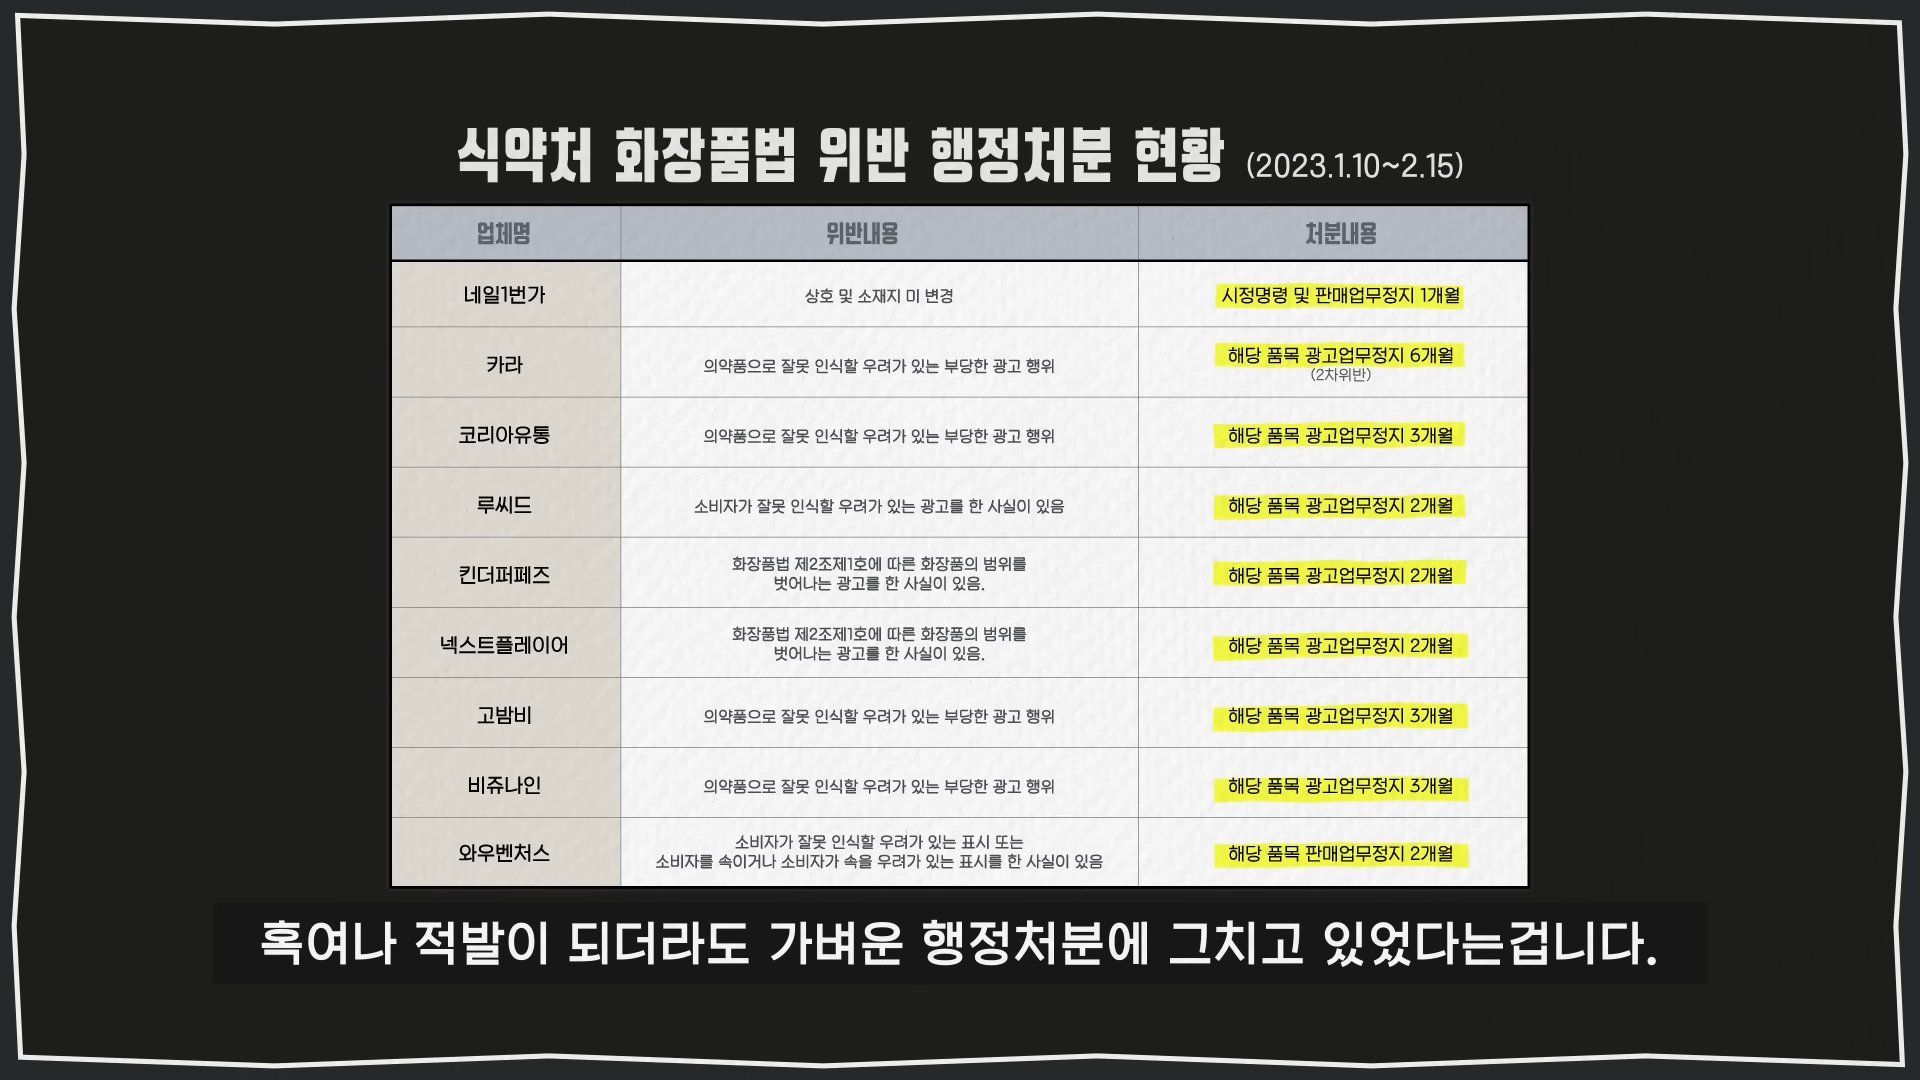 식약처 화장품법 위반 행정처분 현황 (2023.1.10~2.15)
업체명 위반내용 처분내용
네일1번가 상호 및 소재지 미 변경 시정명령 및 판매업무정지 1개월
카라 의약품으로 잘못 인식할 우려가 있는 부당한 광고 행위 해당 품목 광고업무정지 6개월
(2차위반)
코리아유통 의약품으로 잘못 인식할 우려가 있는 부당한 광고 행위 해당 품목 광고업무정지 3개월
루씨드 소비자가 잘못 인식할 우려가 있는 광고를 한 사실이 있음 해당 품목 광고업무정지 2개월
킨더퍼페즈 화장품법 제2조제1호에 따른 화장품의 범위를
벗어나는 광고를 한 사실이 있음. 해당 품목 광고업무정지 2개월
넥스트플레이어 화장품법 제2조제1호에 따른 화장품의 범위를
벗어나는 광고를 한 사실이 있음. 해당 품목 광고업무정지 2개월
고밤비 의약품으로 잘못 인식할 우려가 있는 부당한 광고 행위 해당 품목 광고업무정지 3개월
비쥬나인 의약품으로 잘못 인식할 우려가 있는 부당한 광고 행위 해당 품목 광고업무정지 3개월
와우벤처스 소비자가 잘못 인식할 우려가 있는 표시 또는
소비자를 속이거나 소비자가 속을 우려가 있는 표시를 한 사실이 있음 해당 품목 판매업무정지 2개월
혹여나 적발이 되더라도 가벼운 행정처분에 그치고 있었다는겁니다.